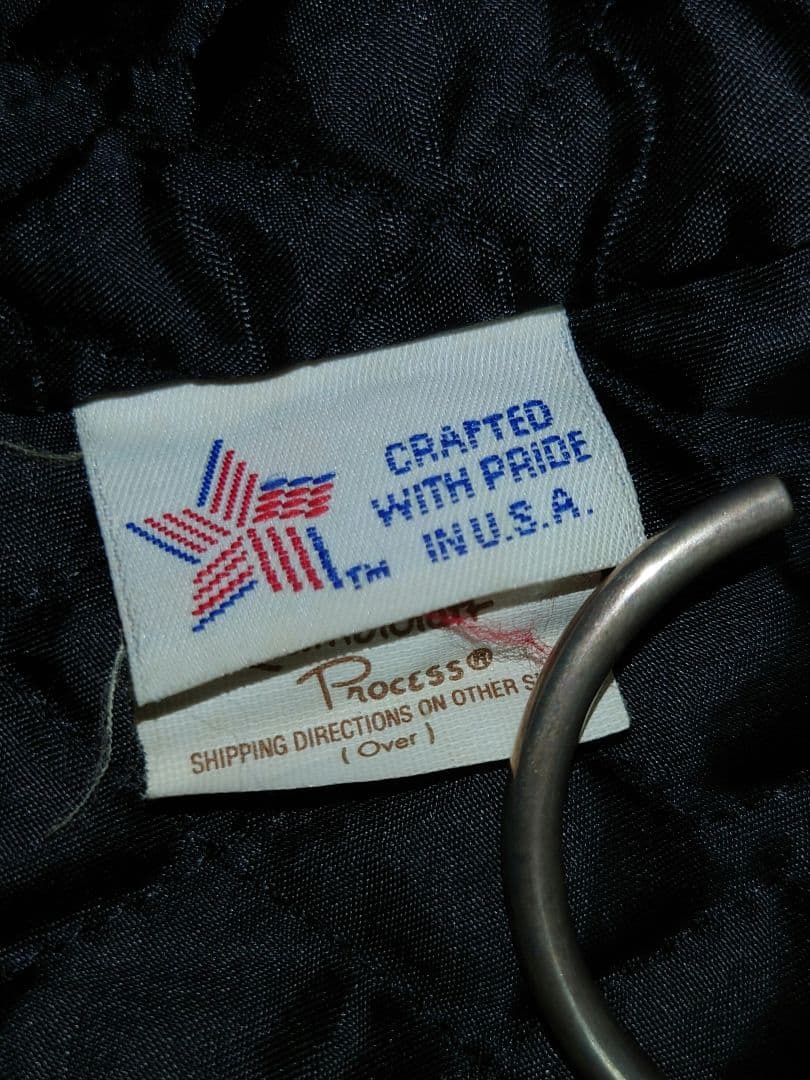 CRAFTED
WITH PRIDE
IN U.S.A.
TM
Process®
SHIPPING DIRECTIONS ON OTHER
( Over )